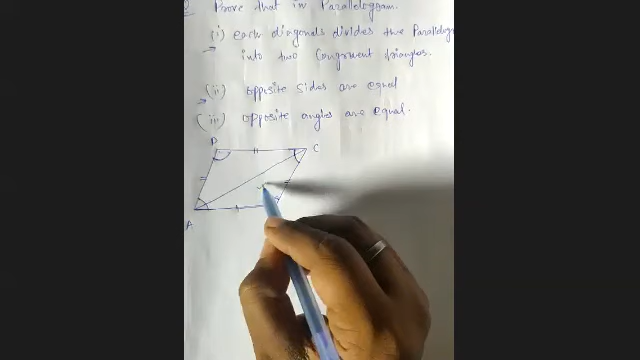 Prove that in Parallelogram.
(i) each diagonals divides the Parallelog
into two Congruent triangles.
(ii) opposite sides are equal
(iii) opposite angles are equal.
D
C
A